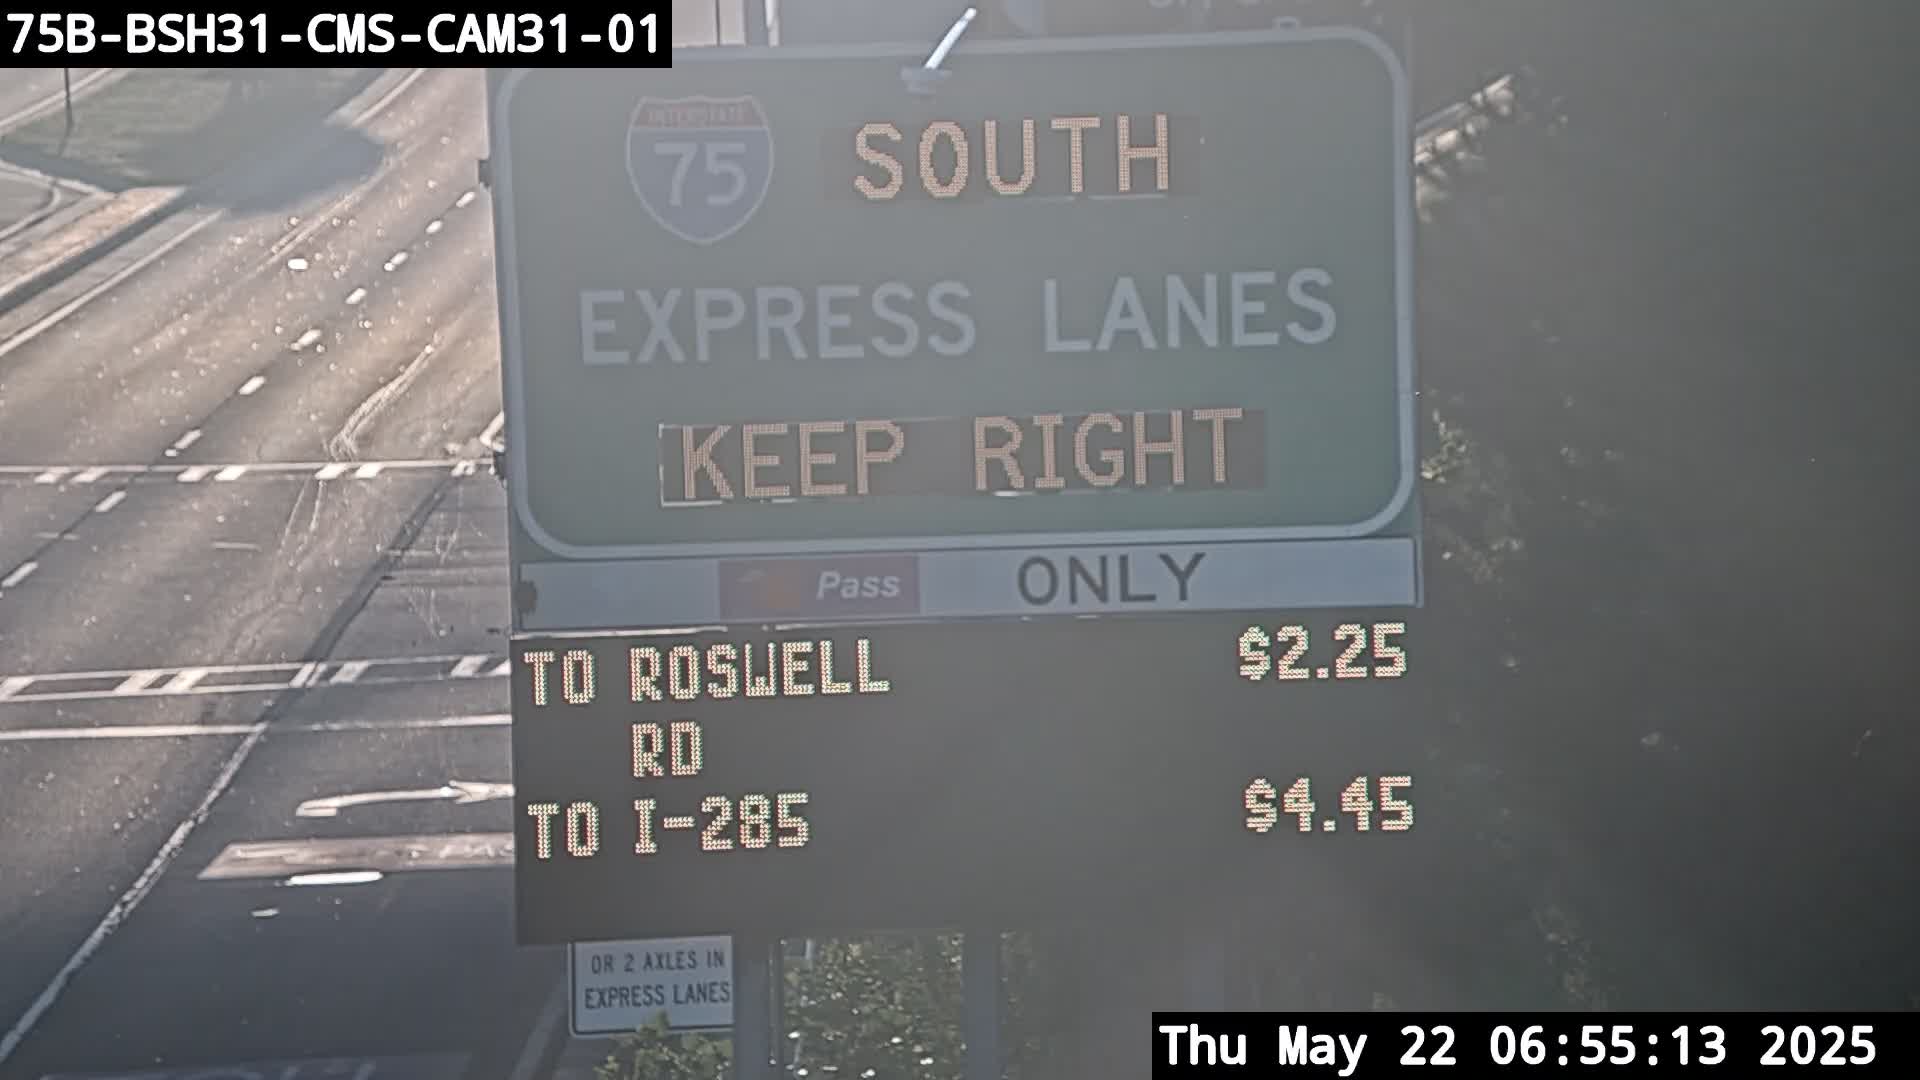 75B-BSH31-CMS-CAM31-01
INTERSTATE
75
SOUTH
EXPRESS LANES
KEEP RIGHT
Pass ONLY
TO ROSWELL $2.25
RD
TO I-285 $4.45
OR 2 AXLES IN
EXPRESS LANES
Thu May 22 06:55:13 2025